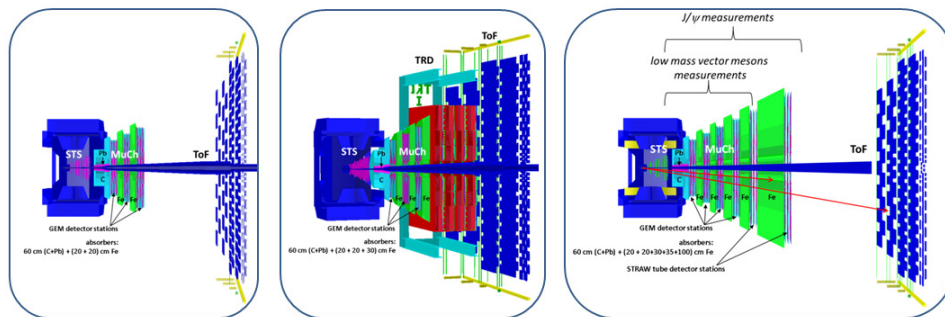 STS
Pb
C
MuCh
Fe
Fe
ToF
GEM detector stations
absorbers:
60 cm (C+Pb) + (20 + 20) cm Fe
ToF
TRD
STS
Pb
C
MuCh
Fe
Fe
GEM detector stations
absorbers:
60 cm (C+Pb) + (20 + 20 + 30) cm Fe
J/ψ measurements
low mass vector mesons
measurements
STS
Pb
C
MuCh
Fe
Fe
ToF
GEM detector stations
absorbers:
60 cm (C+Pb) + (20 + 20+30+35+100) cm Fe
STRAW tube detector stations